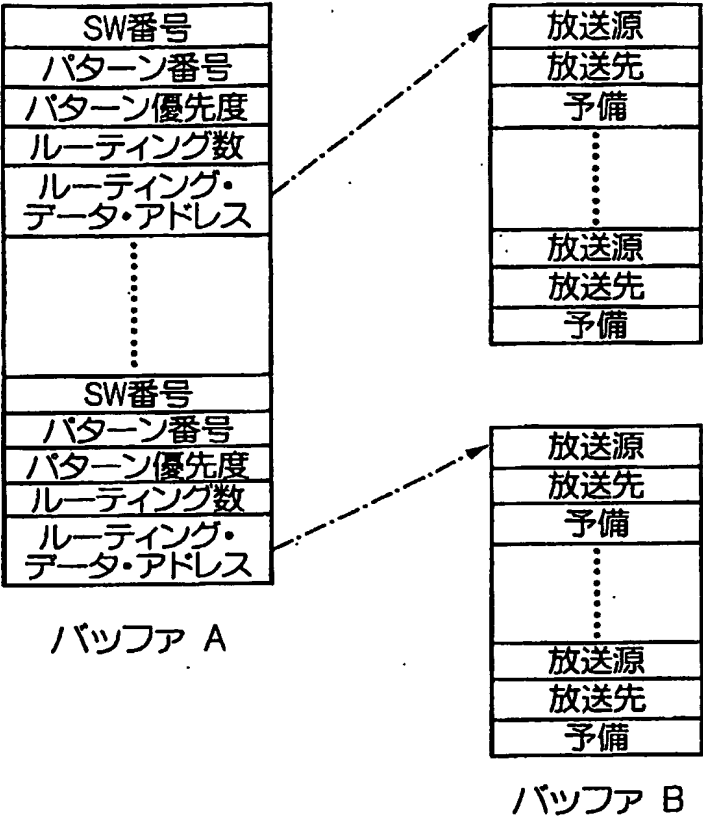 SW番号
パターン番号
パターン優先度
ルーティング数
ルーティング・
データ・アドレス
SW番号
パターン番号
パターン優先度
ルーティング数
ルーティング・
データ・アドレス
バッファ A
放送源
放送先
予備
放送源
放送先
予備
放送源
放送先
予備
放送源
放送先
予備
バッファ B